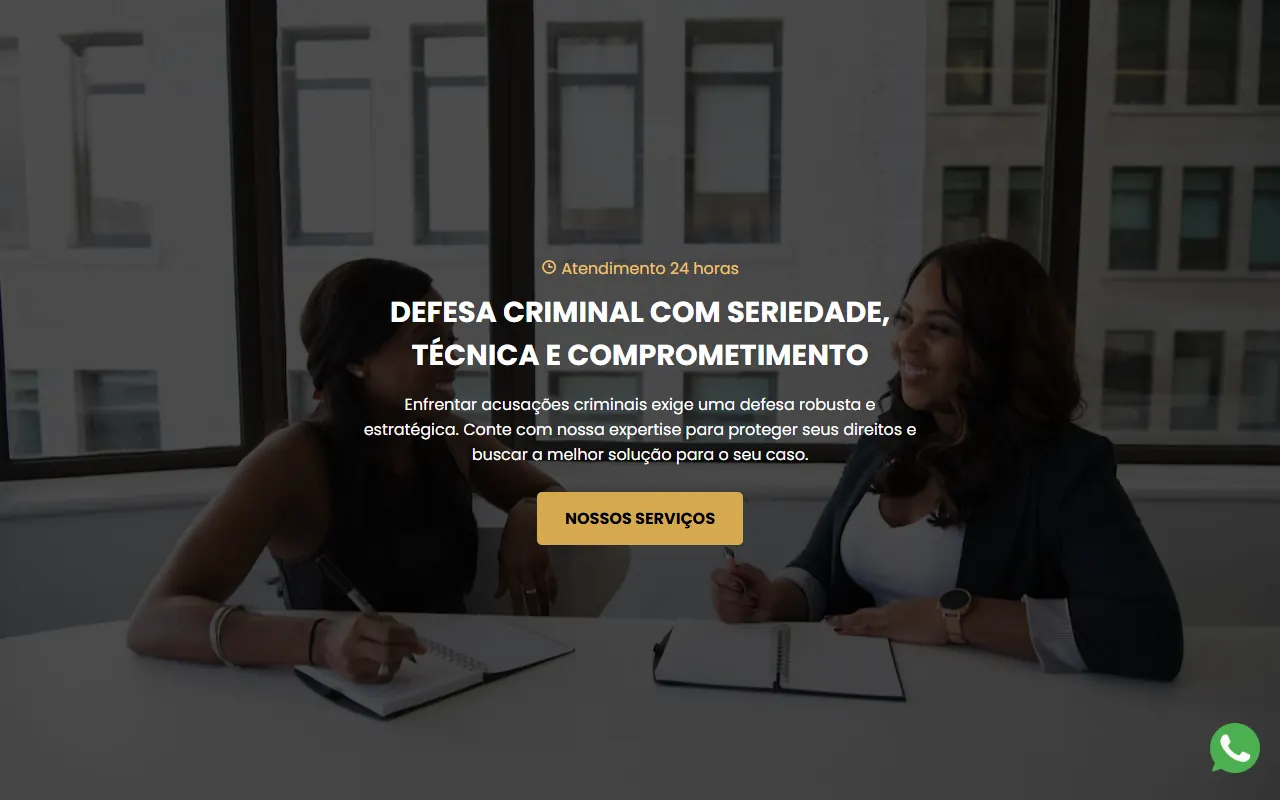 Atendimento 24 horas
DEFESA CRIMINAL COM SERIEDADE,
TÉCNICA E COMPROMETIMENTO
Enfrentar acusações criminais exige uma defesa robusta e
estratégica. Conte com nossa expertise para proteger seus direitos e
buscar a melhor solução para o seu caso.
NOSSOS SERVIÇOS